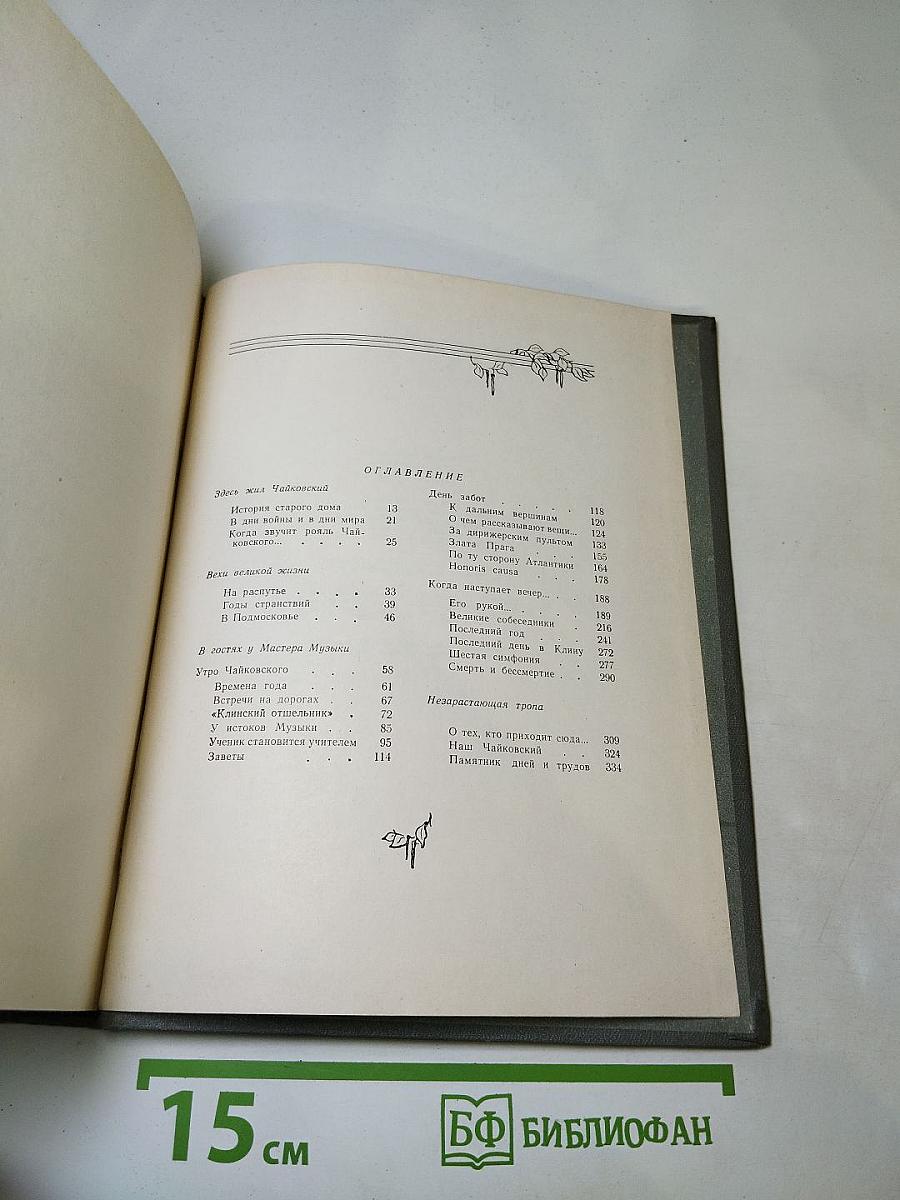 ОГЛАВЛЕНИЕ
Здесь жил Чайковский
История старого дома 13
В дни войны и в дни мира 21
Когда звучит рояль Чай-
ковского... . . . . 25
Вехи великой жизни
На распутье . . . . 33
Годы странствий . . . 39
В Подмосковье . . . 46
В гостях у Мастера Музыки
Утро Чайковского . . . 58
Времена года . . . 61
Встречи на дорогах . . 67
«Клинский отшельник» . 72
У истоков Музыки . . 85
Ученик становится учителем 95
Заветы . . . 114
День забот . . . . . 118
К дальним вершинам 120
О чем рассказывают вещи... 124
За дирижерским пультом 133
Злата Прага . . . 155
По ту сторону Атлантики 164
Honoris causa . . . 178
Когда наступает вечер... . . 188
Его рукой... . . . 189
Великие собеседники . 216
Последний год . . . 241
Последний день в Клину 272
Шестая симфония . . 277
Смерть и бессмертие . . 290
Незарастающая тропа
О тех, кто приходит сюда... 309
Наш Чайковский 324
Памятник дней и трудов 334
15 см
БФ БИБЛИОФАН